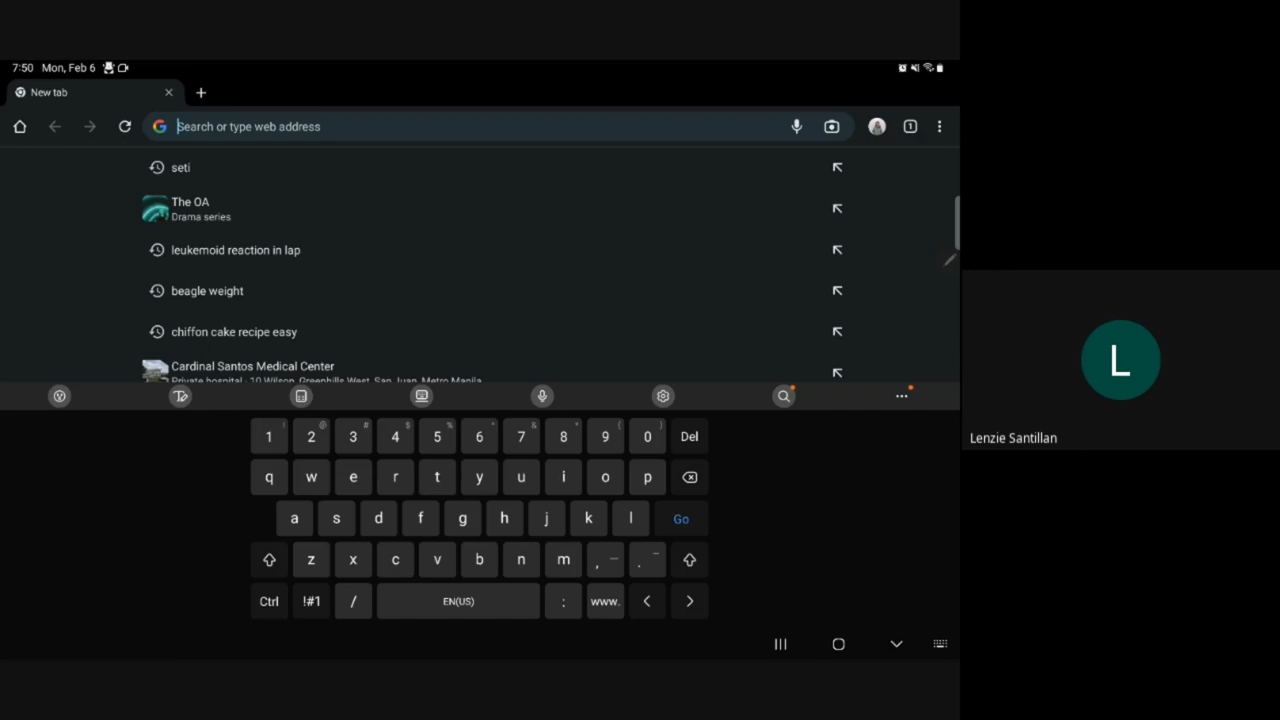 7:50 Mon, Feb 6
New tab
1
Search or type web address
seti
The OA
Drama series
leukemoid reaction in lap
beagle weight
chiffon cake recipe easy
Cardinal Santos Medical Center
Private hospital · 10 Wilson, Greenhills West, San Juan, Metro Manila
1 ! 2 @ 3 # 4 $ 5 % 6 ^ 7 & 8 * 9 ( 0 ) Del
q w e r t y u i o p
a s d f g h j k l Go
z x c v b n m , — . –
Ctrl !#1 / EN(US) : www. < >
L
Lenzie Santillan